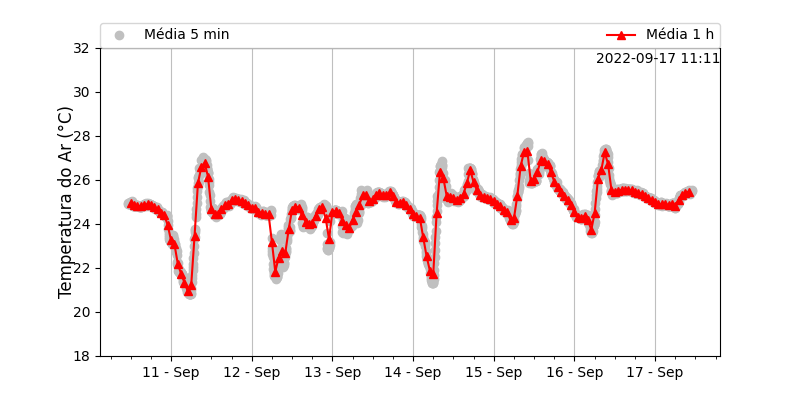 Média 5 min
Média 1 h
2022-09-17 11:11
Temperatura do Ar (°C)
32
30
28
26
24
22
20
18
11 - Sep
12 - Sep
13 - Sep
14 - Sep
15 - Sep
16 - Sep
17 - Sep